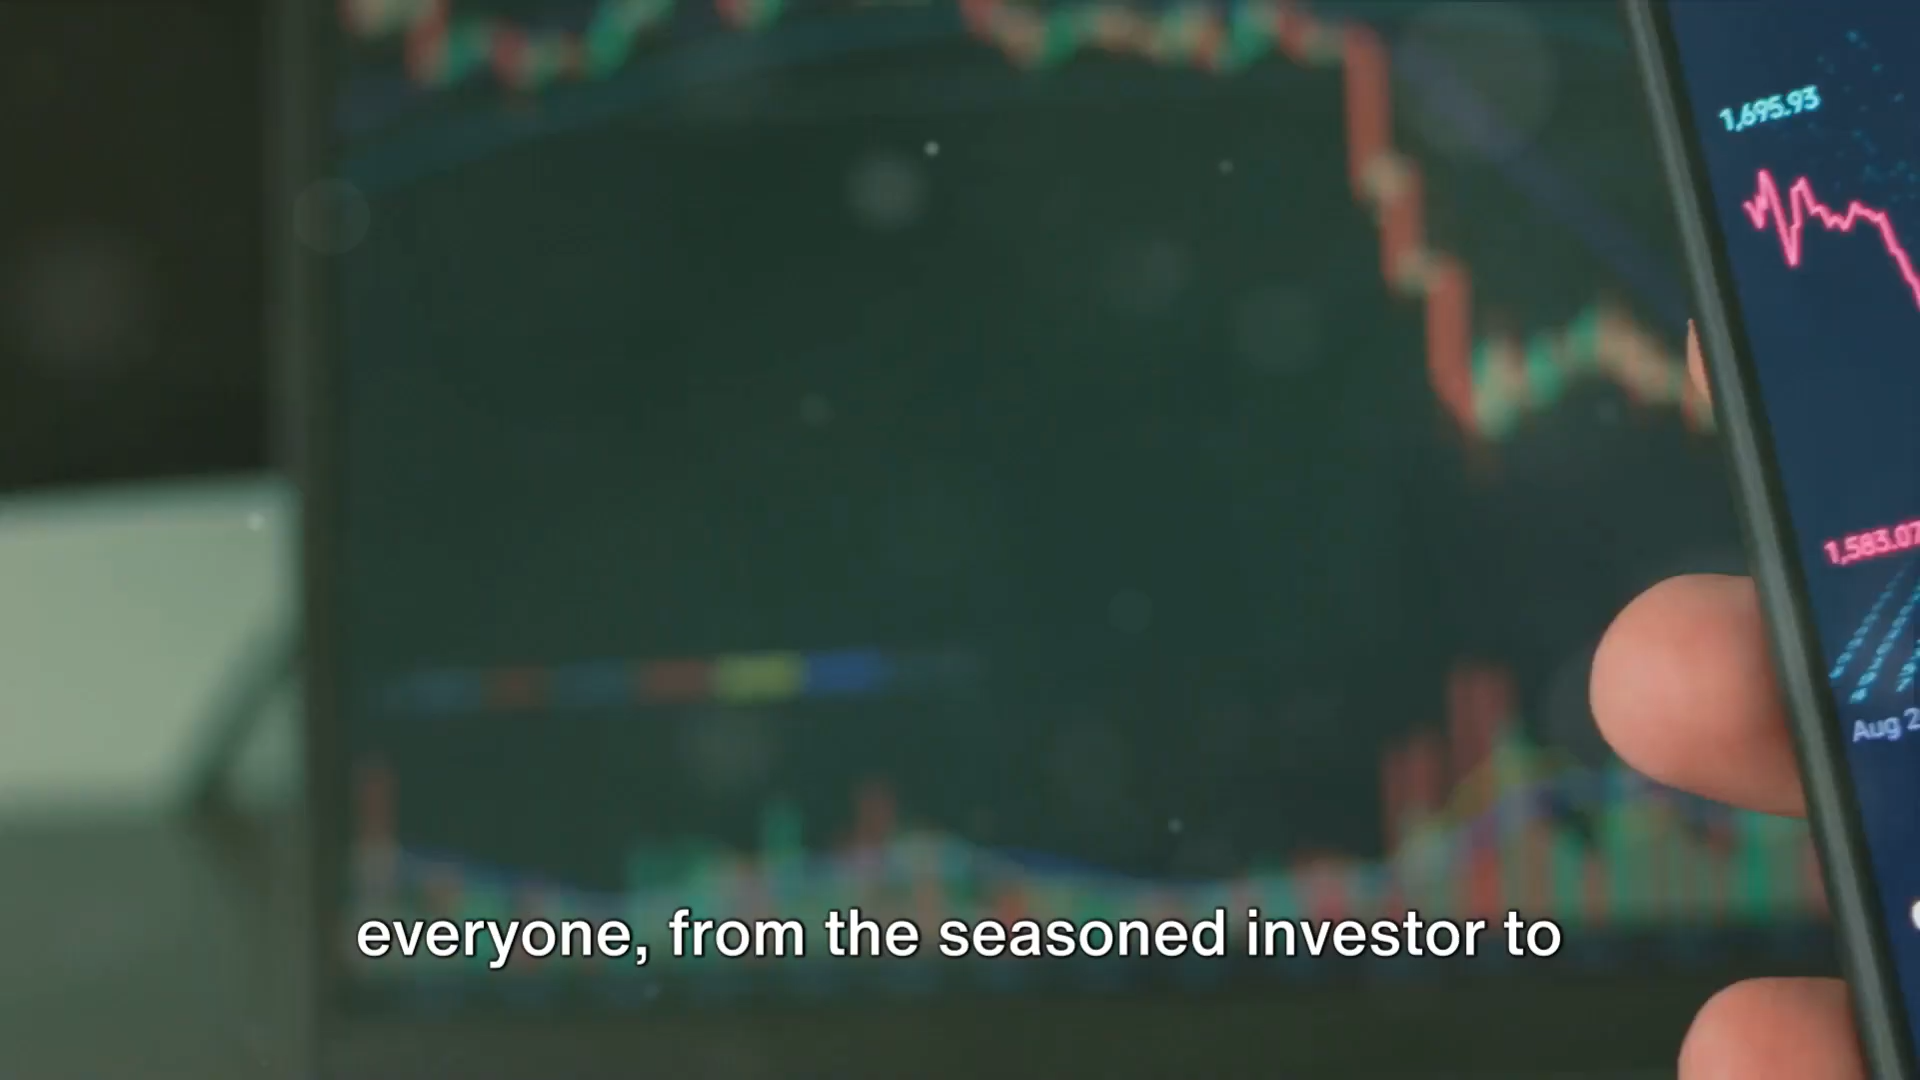 1,695.93
1,583.07
Aug 2
everyone, from the seasoned investor to